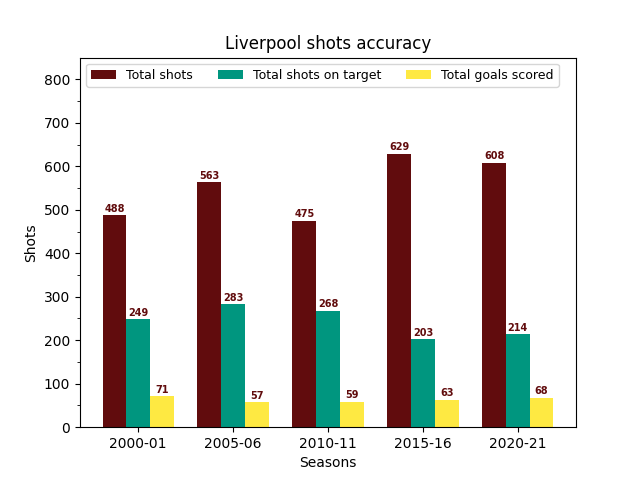 Liverpool shots accuracy
Total shots Total shots on target Total goals scored
800
700
600
500
400
300
200
100
0
Shots
488 249 71
563 283 57
475 268 59
629 203 63
608 214 68
2000-01 2005-06 2010-11 2015-16 2020-21
Seasons